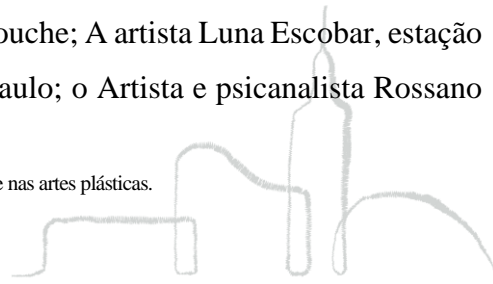 ouche; A artista Luna Escobar, estação
aulo; o Artista e psicanalista Rossano
e nas artes plásticas.